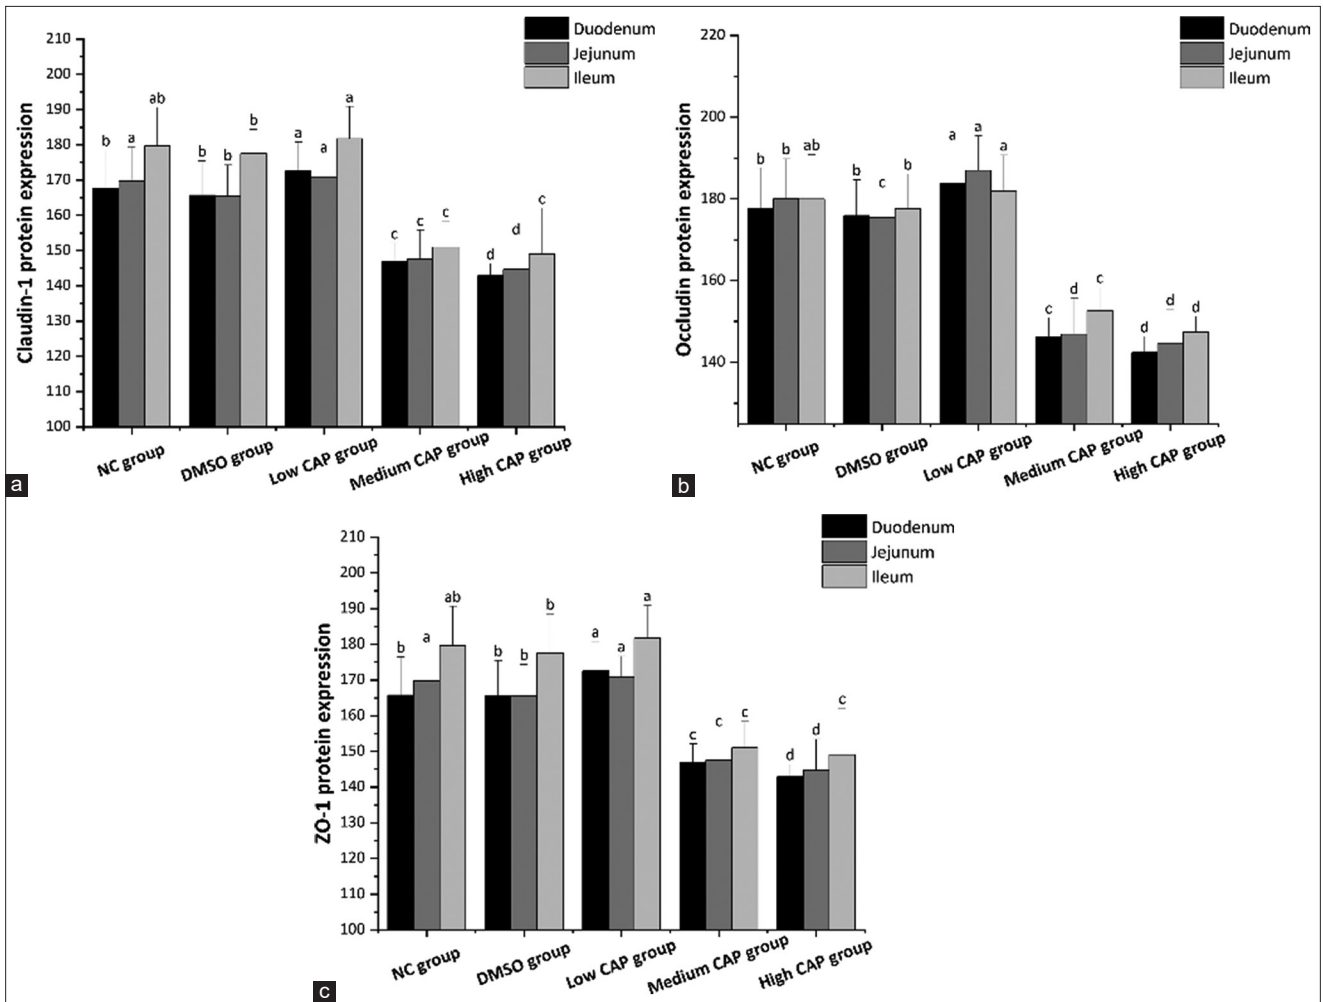 Duodenum
Jejunum
Ileum
Claudin-1 protein expression
210
200
190
180
170
160
150
140
130
120
110
100
b
a
ab
b
b
b
a
a
a
c
c
c
d
d
c
NC group
DMSO group
Low CAP group
Medium CAP group
High CAP group
a
Duodenum
Jejunum
Ileum
Occludin protein expression
220
200
180
160
140
b
b
ab
b
c
b
a
a
a
c
d
c
d
d
d
NC group
DMSO group
Low CAP group
Medium CAP group
High CAP group
b
Duodenum
Jejunum
Ileum
ZO-1 protein expression
210
200
190
180
170
160
150
140
130
120
110
100
b
a
ab
b
b
b
a
a
a
c
c
c
d
d
c
NC group
DMSO group
Low CAP group
Medium CAP group
High CAP group
c